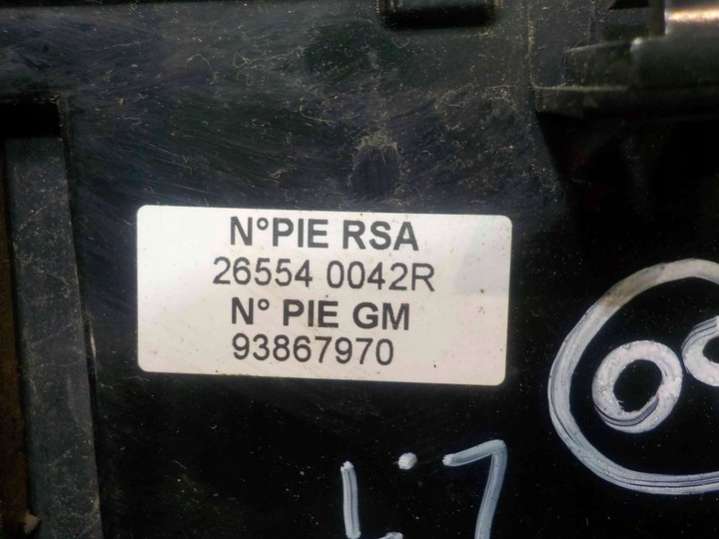 N°PIE RSA
26554 0042R
N° PIE GM
93867970